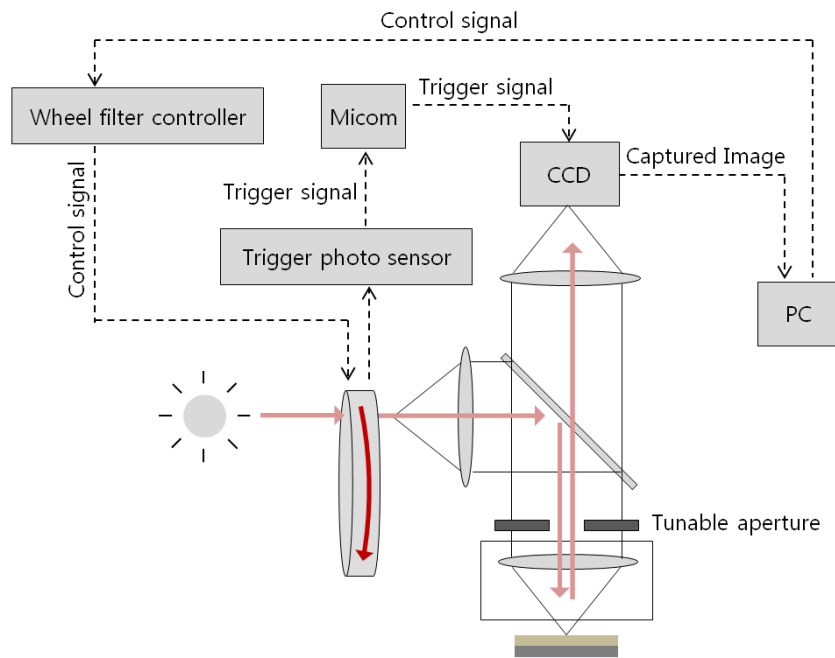 Control signal
Trigger signal
Wheel filter controller
Micom
Captured Image
CCD
Control signal
Trigger signal
Trigger photo sensor
PC
Tunable aperture